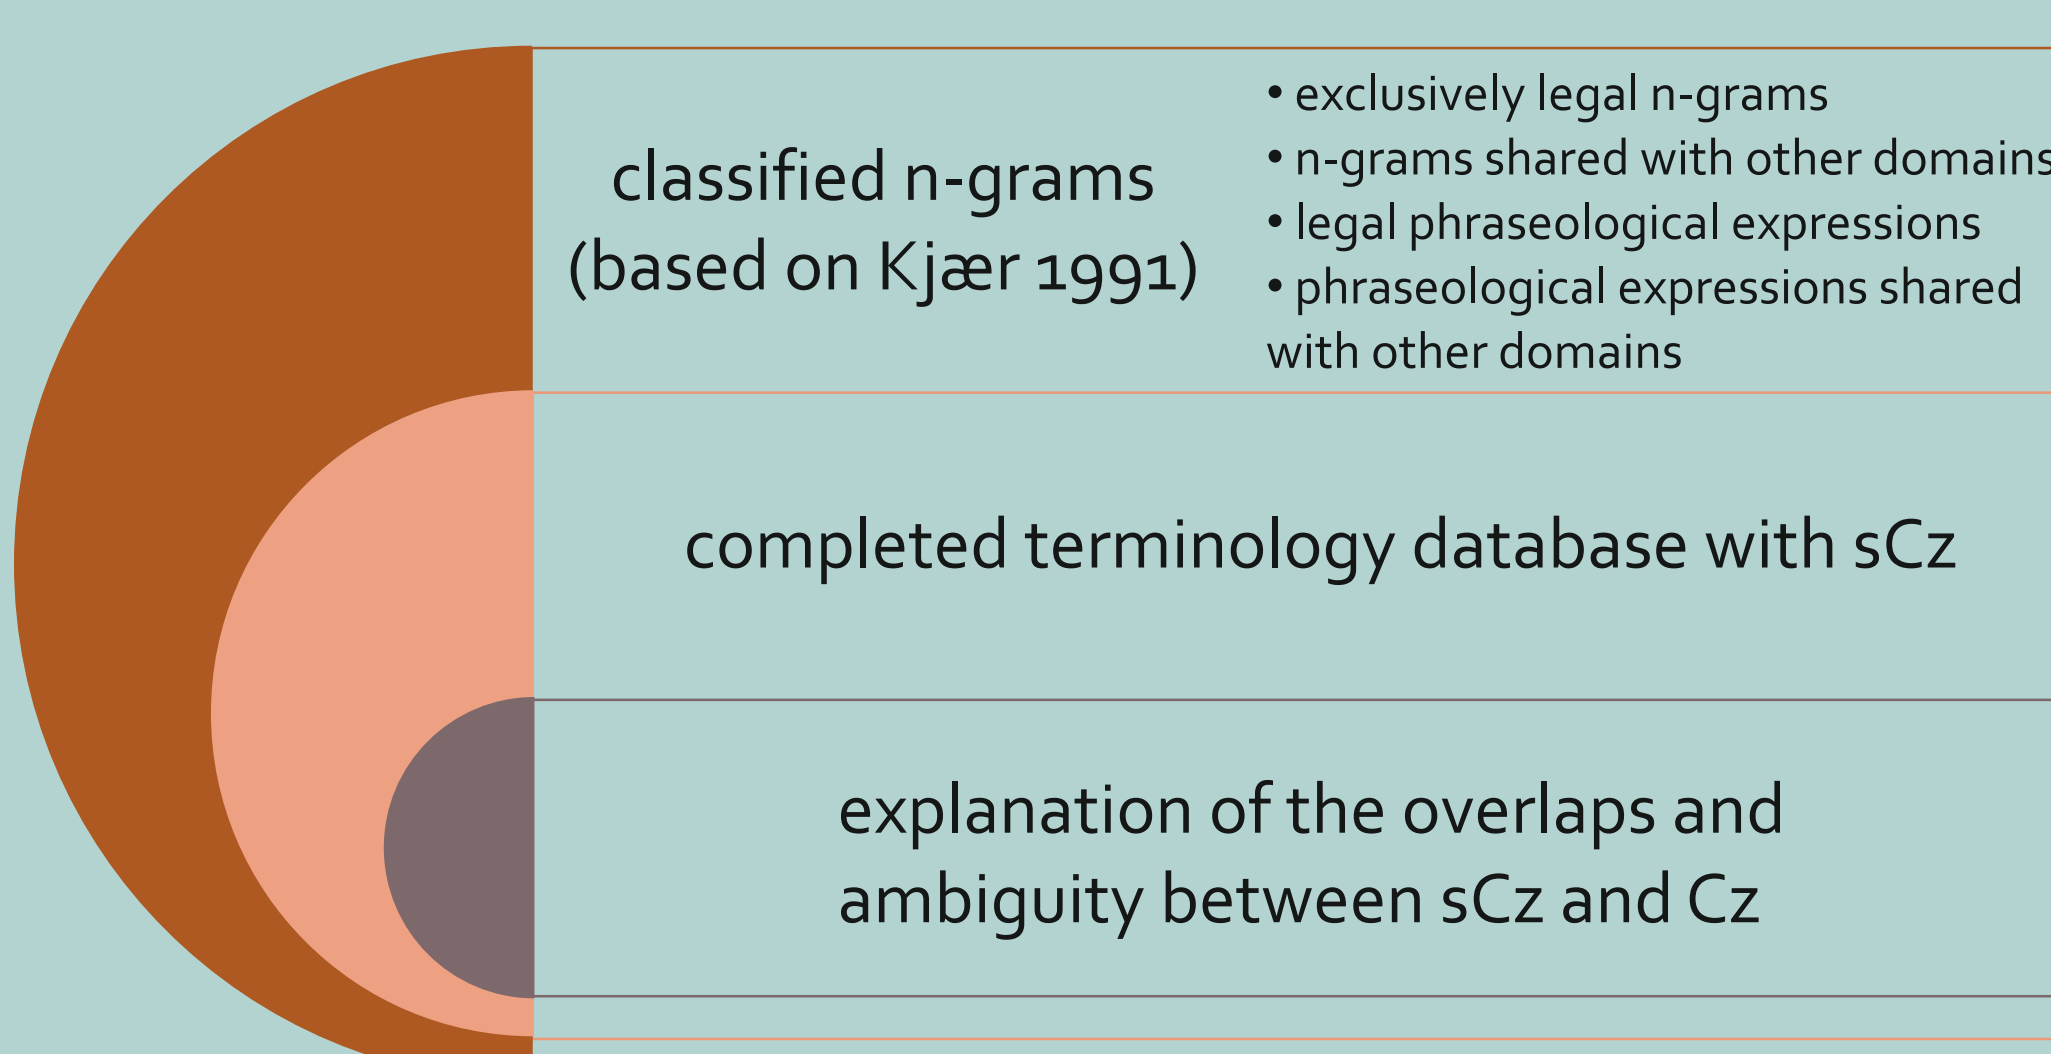 classified n-grams
(based on Kjær 1991)
• exclusively legal n-grams
• n-grams shared with other domains
• legal phraseological expressions
• phraseological expressions shared
with other domains
completed terminology database with sCz
explanation of the overlaps and
ambiguity between sCz and Cz